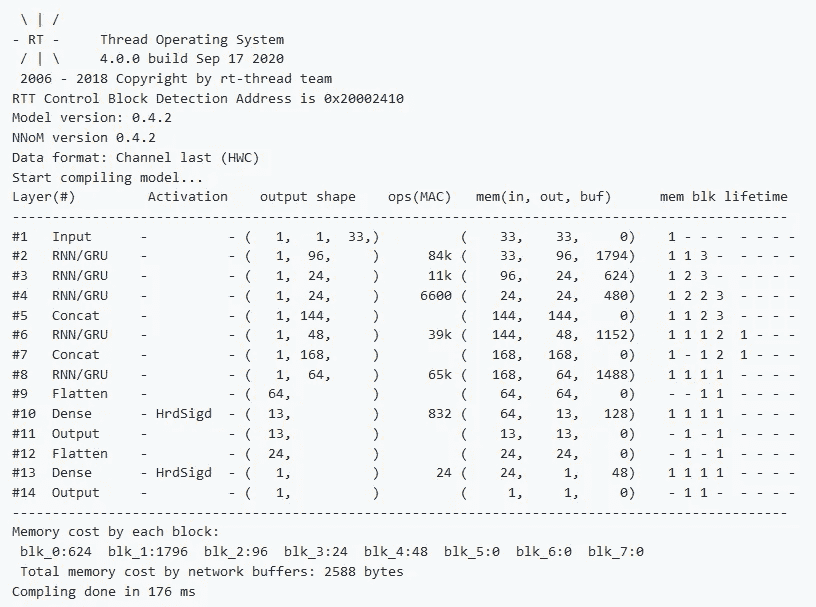 \ | /
- RT -     Thread Operating System
 / | \     4.0.0 build Sep 17 2020
 2006 - 2018 Copyright by rt-thread team
RTT Control Block Detection Address is 0x20002410
Model version: 0.4.2
NNoM version 0.4.2
Data format: Channel last (HWC)
Start compiling model...
Layer(#)         Activation    output shape    ops(MAC)   mem(in, out, buf)      mem blk lifetime
-------------------------------------------------------------------------------------------------
#1   Input      -          - (   1,   1,  33,)          (    33,    33,     0)    1 - - -  - - - -
#2   RNN/GRU    -          - (   1,  96,     )      84k (    33,    96,  1794)    1 1 3 -  - - - -
#3   RNN/GRU    -          - (   1,  24,     )      11k (    96,    24,   624)    1 2 3 -  - - - -
#4   RNN/GRU    -          - (   1,  24,     )     6600 (    24,    24,   480)    1 2 2 3  - - - -
#5   Concat     -          - (   1, 144,     )          (   144,   144,     0)    1 1 2 3  - - - -
#6   RNN/GRU    -          - (   1,  48,     )      39k (   144,    48,  1152)    1 1 1 2  1 - - -
#7   Concat     -          - (   1, 168,     )          (   168,   168,     0)    1 - 1 2  1 - - -
#8   RNN/GRU    -          - (   1,  64,     )      65k (   168,    64,  1488)    1 1 1 1  - - - -
#9   Flatten    -          - (  64,          )          (    64,    64,     0)    - - 1 1  - - - -
#10  Dense      - HrdSigd  - (  13,          )      832 (    64,    13,   128)    1 1 1 1  - - - -
#11  Output     -          - (  13,          )          (    13,    13,     0)    - 1 - 1  - - - -
#12  Flatten    -          - (  24,          )          (    24,    24,     0)    - 1 - 1  - - - -
#13  Dense      - HrdSigd  - (   1,          )       24 (    24,     1,    48)    1 1 1 1  - - - -
#14  Output     -          - (   1,          )          (     1,     1,     0)    - 1 1 -  - - - -
-------------------------------------------------------------------------------------------------
Memory cost by each block:
 blk_0:624  blk_1:1796  blk_2:96  blk_3:24  blk_4:48  blk_5:0  blk_6:0  blk_7:0
 Total memory cost by network buffers: 2588 bytes
Compling done in 176 ms